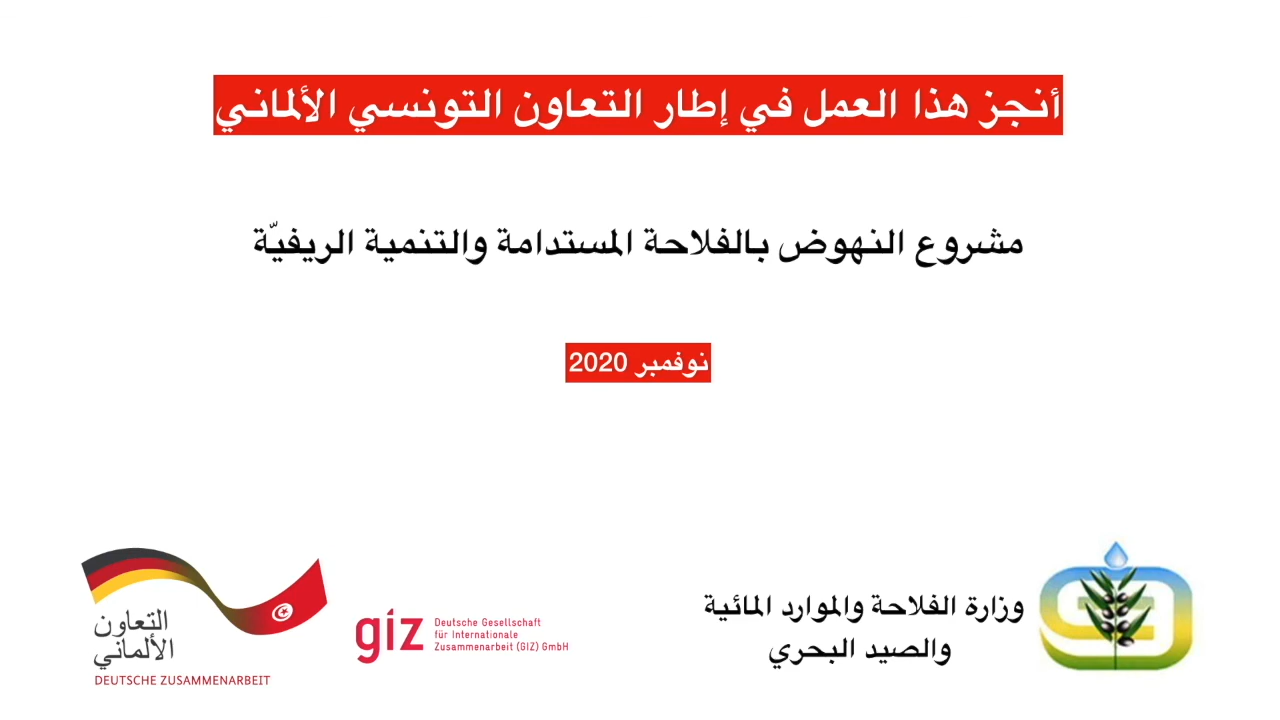 أنجز هذا العمل في إطار التعاون التونسي الألماني
مشروع النهوض بالفلاحة المستدامة والتنمية الريفيّة
نوفمبر 2020
وزارة الفلاحة والموارد المائية
والصيد البحري
giz
Deutsche Gesellschaft
für Internationale
Zusammenarbeit (GIZ) GmbH
التعاون
الألماني
DEUTSCHE ZUSAMMENARBEIT